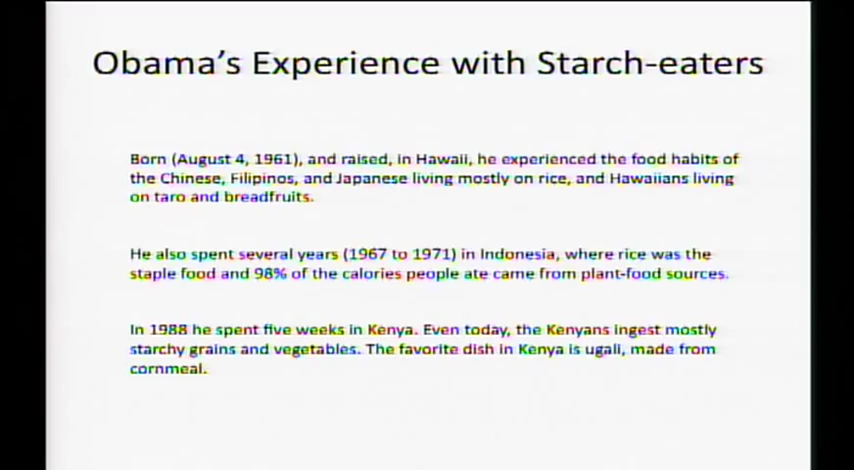 Obama's Experience with Starch-eaters
Born (August 4, 1961), and raised, in Hawaii, he experienced the food habits of
the Chinese, Filipinos, and Japanese living mostly on rice, and Hawaiians living
on taro and breadfruits.
He also spent several years (1967 to 1971) in Indonesia, where rice was the
staple food and 98% of the calories people ate came from plant-food sources.
In 1988 he spent five weeks in Kenya. Even today, the Kenyans ingest mostly
starchy grains and vegetables. The favorite dish in Kenya is ugali, made from
cornmeal.